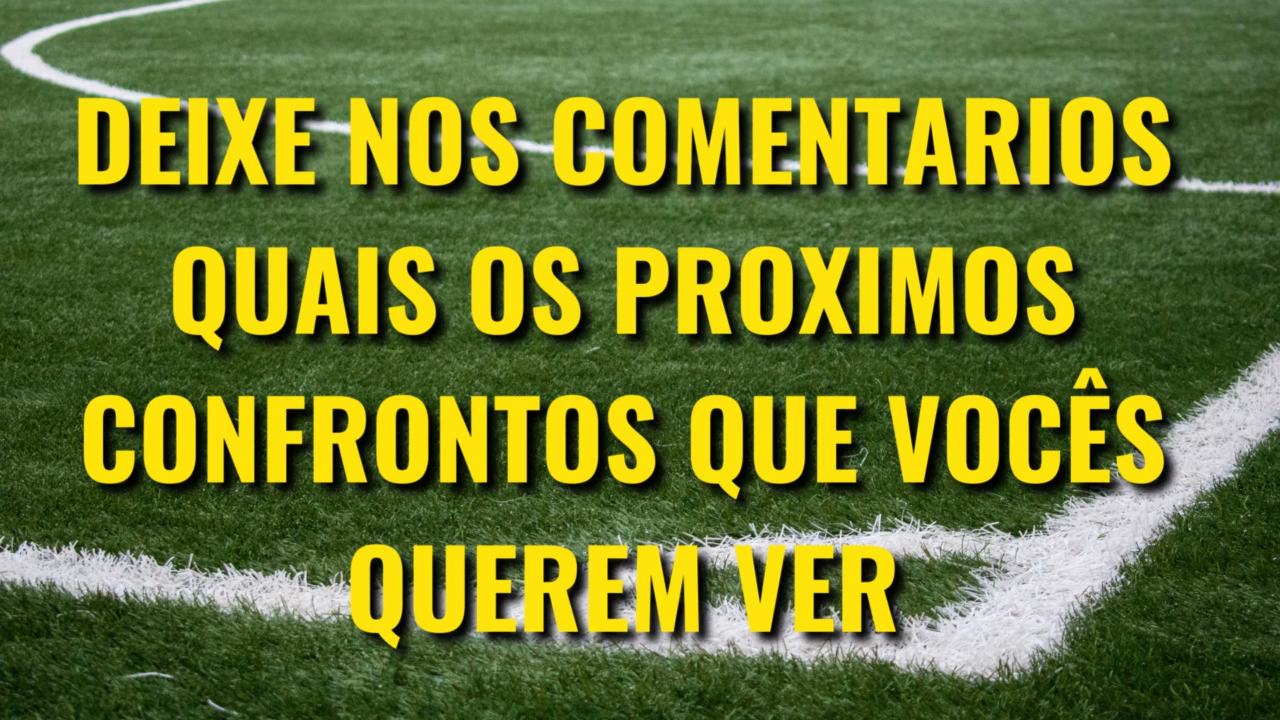 DEIXE NOS COMENTARIOS
QUAIS OS PROXIMOS
CONFRONTOS QUE VOCÊS
QUEREM VER